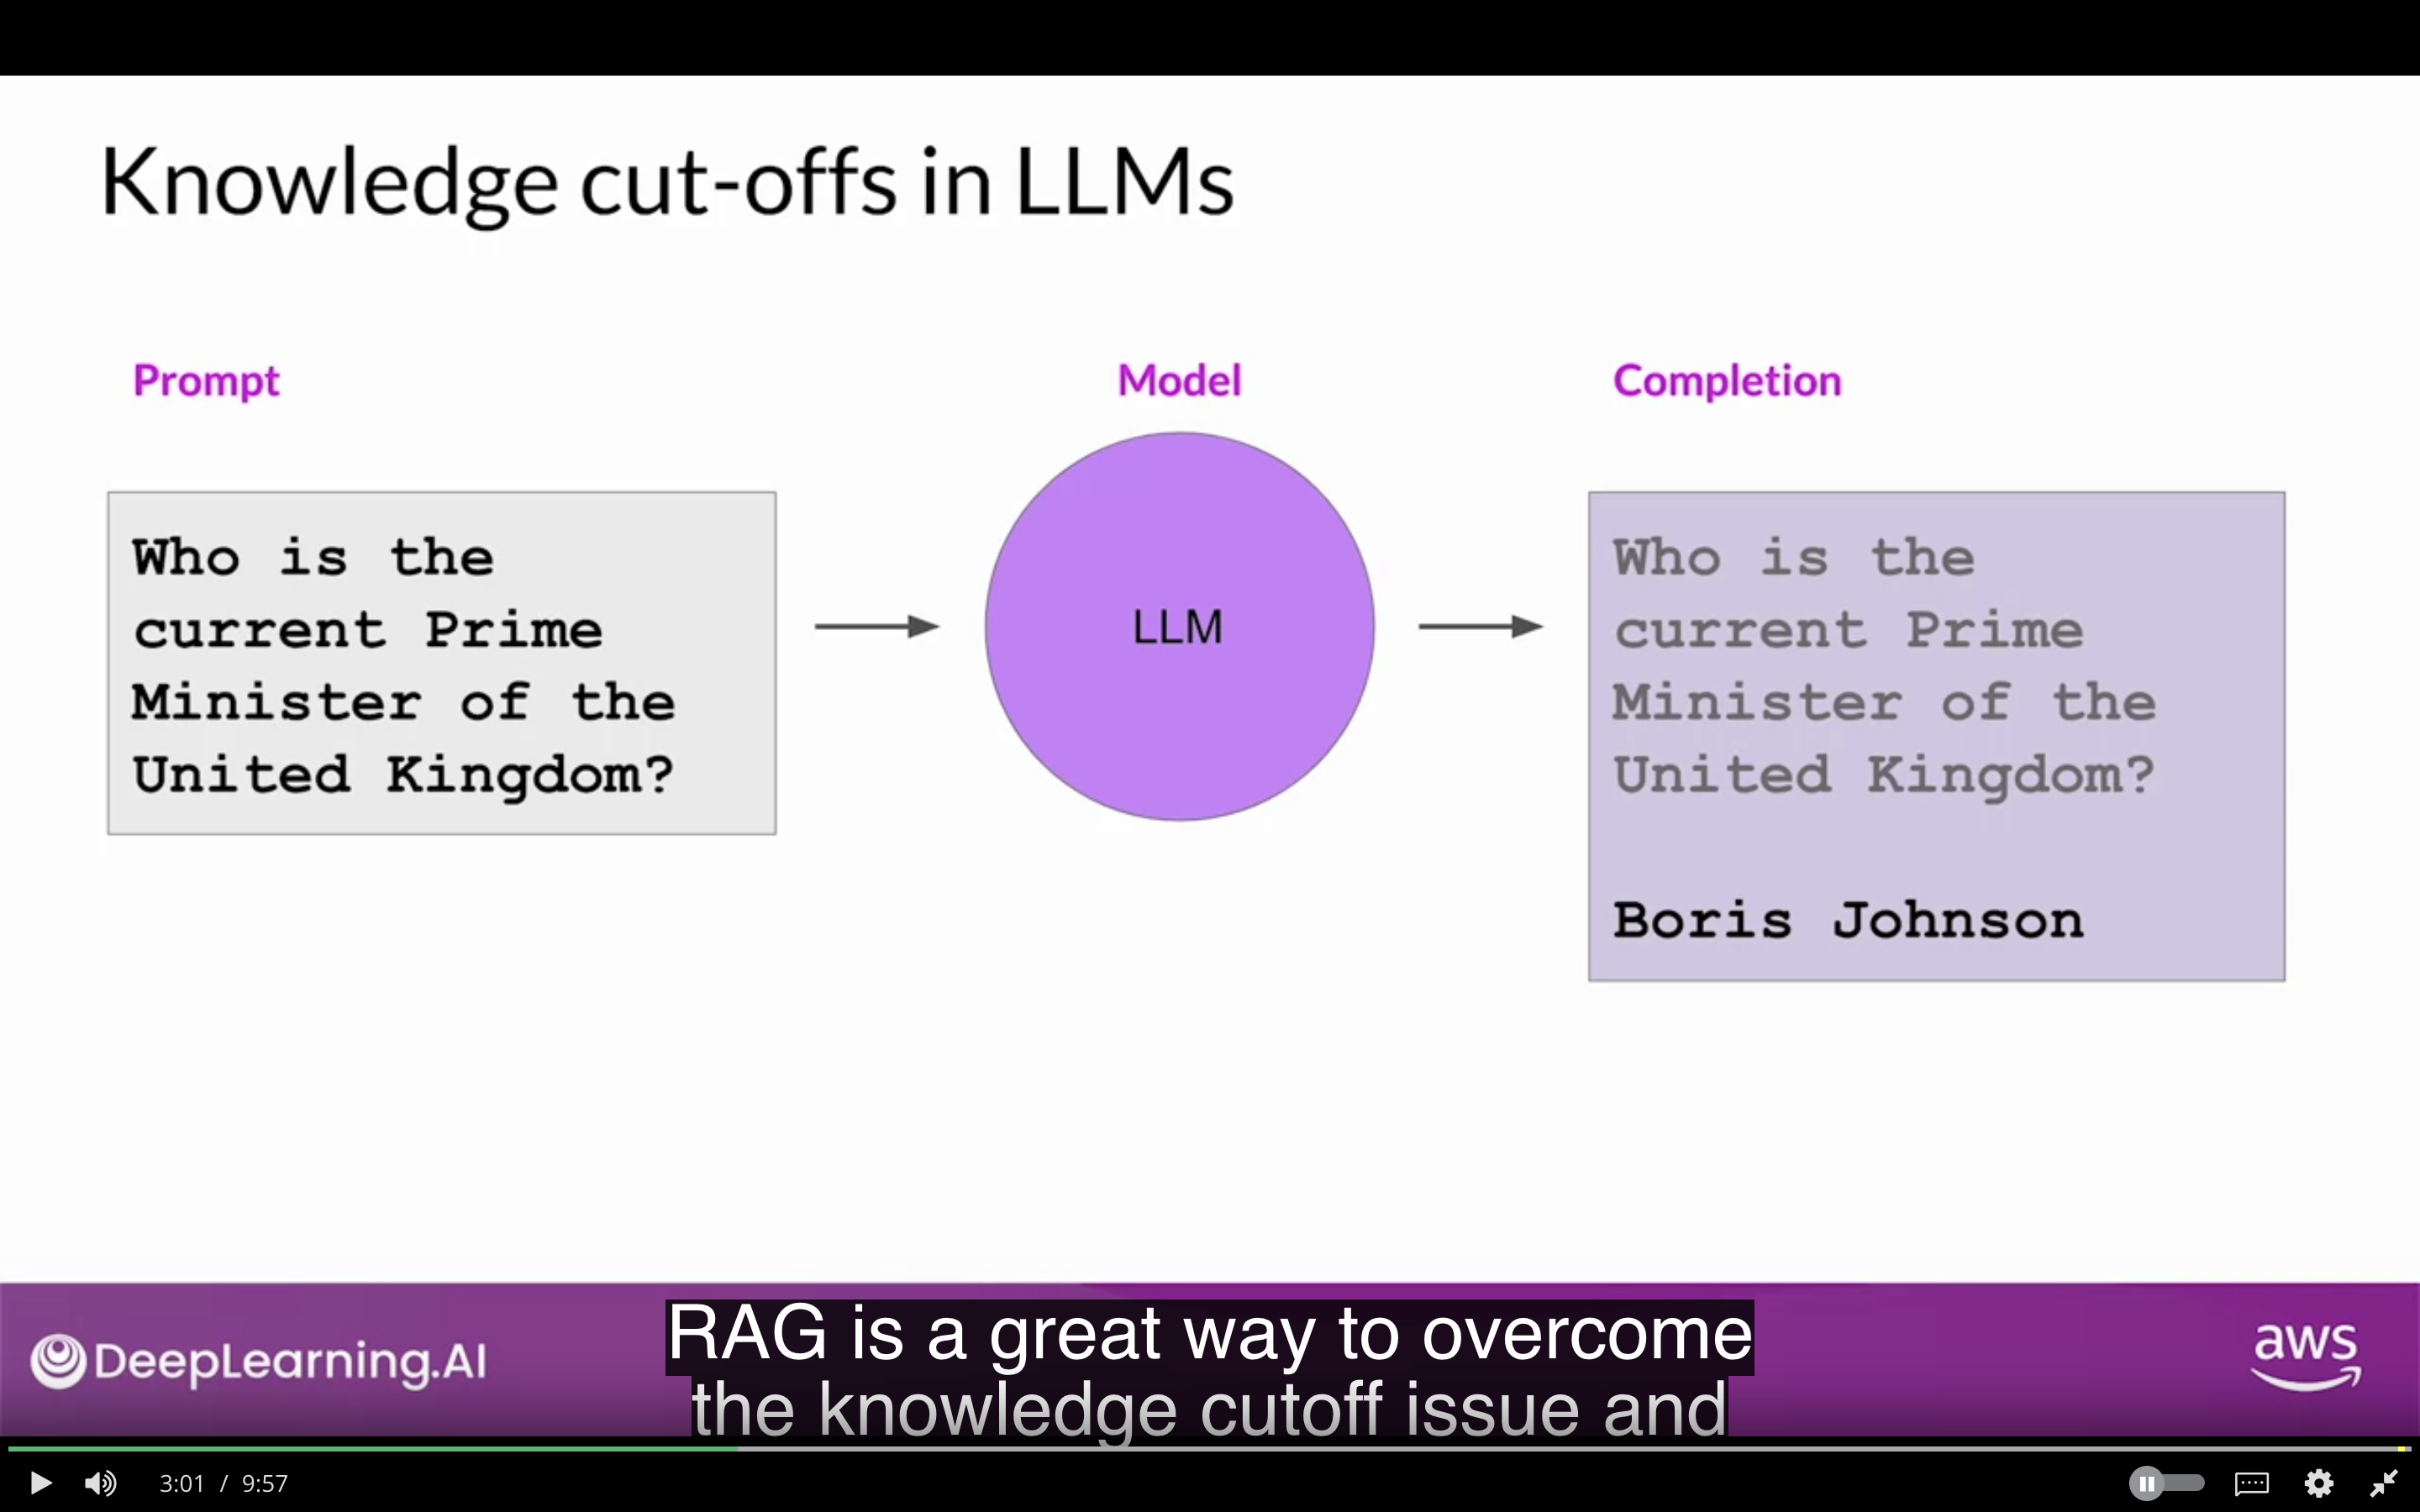 Knowledge cut-offs in LLMs
Prompt
Model
Completion
Who is the
current Prime
Minister of the
United Kingdom?
LLM
Who is the
current Prime
Minister of the
United Kingdom?
Boris Johnson
DeepLearning.AI
RAG is a great way to overcome
the knowledge cutoff issue and
aws
3:01 / 9:57